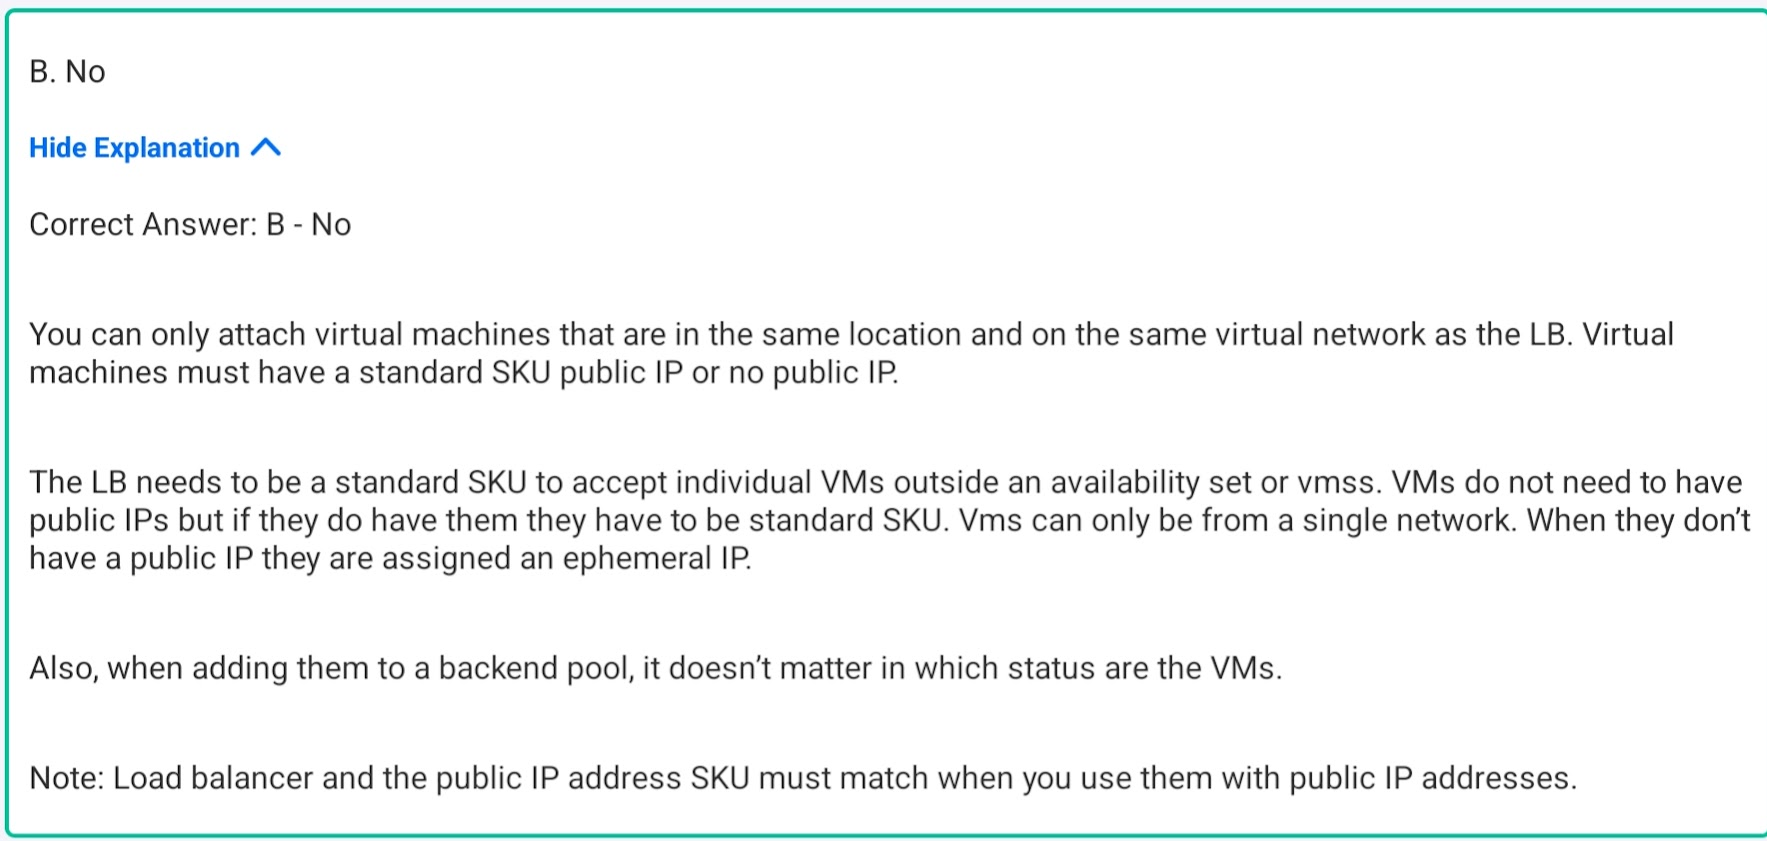 B. No
Hide Explanation
Correct Answer: B - No
You can only attach virtual machines that are in the same location and on the same virtual network as the LB. Virtual
machines must have a standard SKU public IP or no public IP.
The LB needs to be a standard SKU to accept individual VMs outside an availability set or vmss. VMs do not need to have
public IPs but if they do have them they have to be standard SKU. Vms can only be from a single network. When they don’t
have a public IP they are assigned an ephemeral IP.
Also, when adding them to a backend pool, it doesn’t matter in which status are the VMs.
Note: Load balancer and the public IP address SKU must match when you use them with public IP addresses.